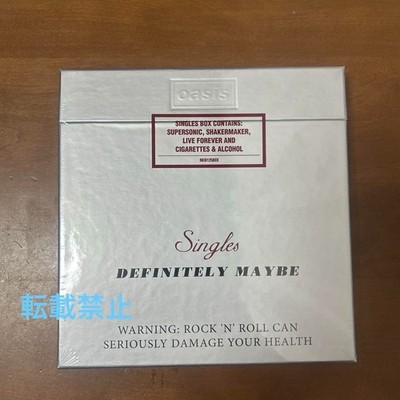 oasis
SINGLES BOX CONTAINS:
SUPERSONIC, SHAKERMAKER,
LIVE FOREVER AND
CIGARETTES & ALCOHOL
Singles
DEFINITELY MAYBE
転載禁止
WARNING: ROCK 'N' ROLL CAN
SERIOUSLY DAMAGE YOUR HEALTH